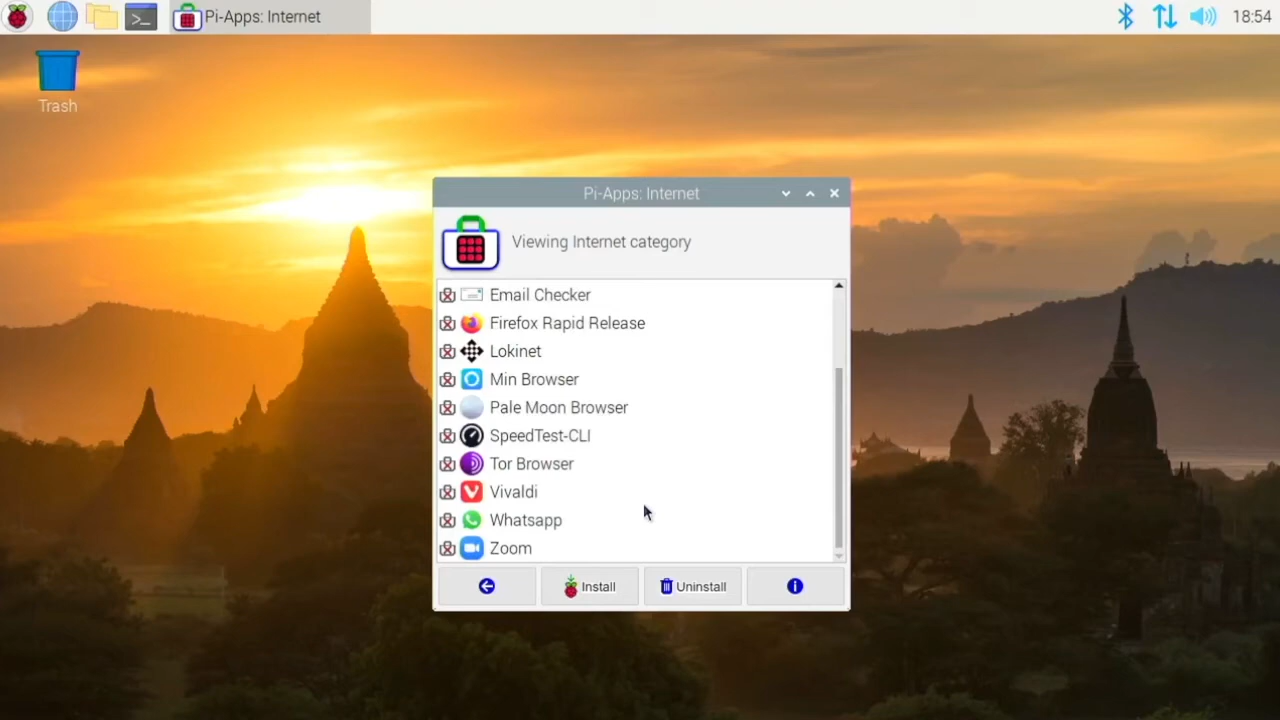 Pi-Apps: Internet
18:54
Trash
Pi-Apps: Internet
Viewing Internet category
Email Checker
Firefox Rapid Release
Lokinet
Min Browser
Pale Moon Browser
SpeedTest-CLI
Tor Browser
Vivaldi
Whatsapp
Zoom
Install
Uninstall